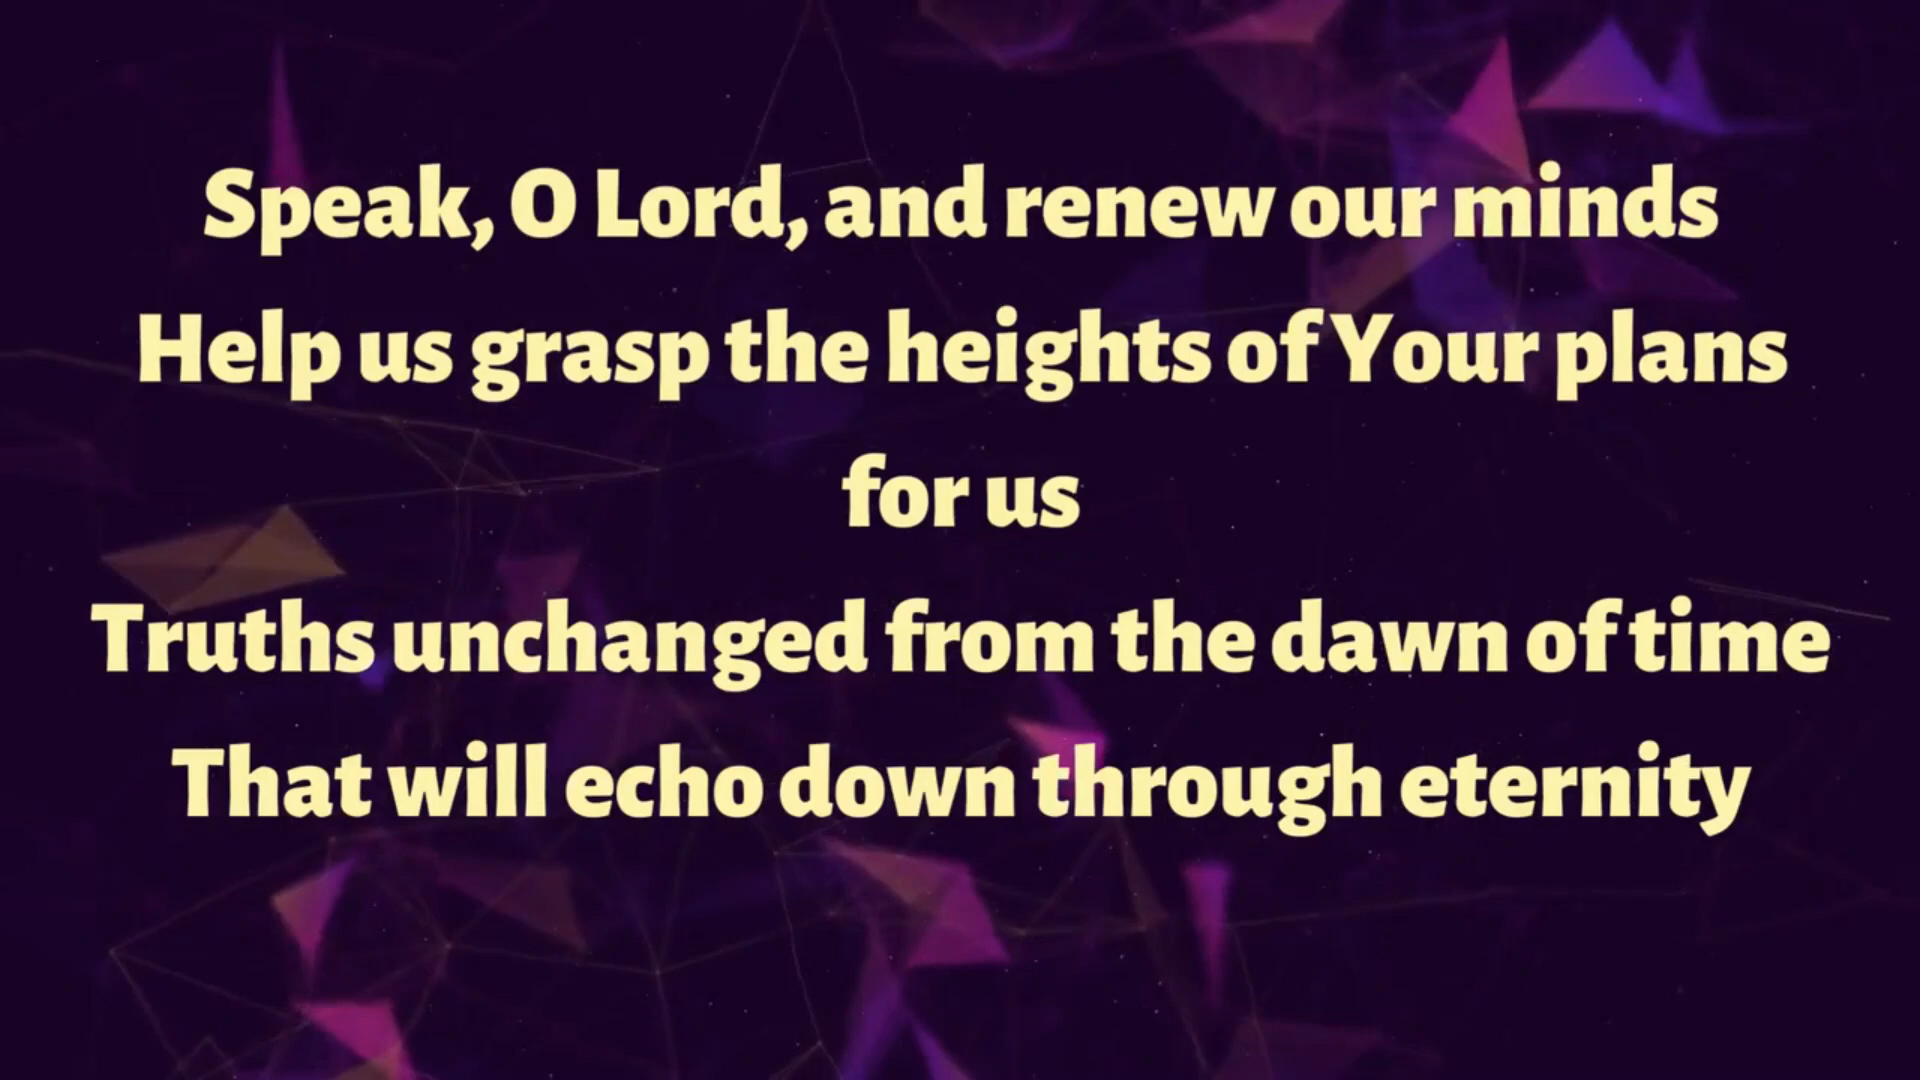 Speak, O Lord, and renew our minds
Help us grasp the heights of Your plans
for us
Truths unchanged from the dawn of time
That will echo down through eternity